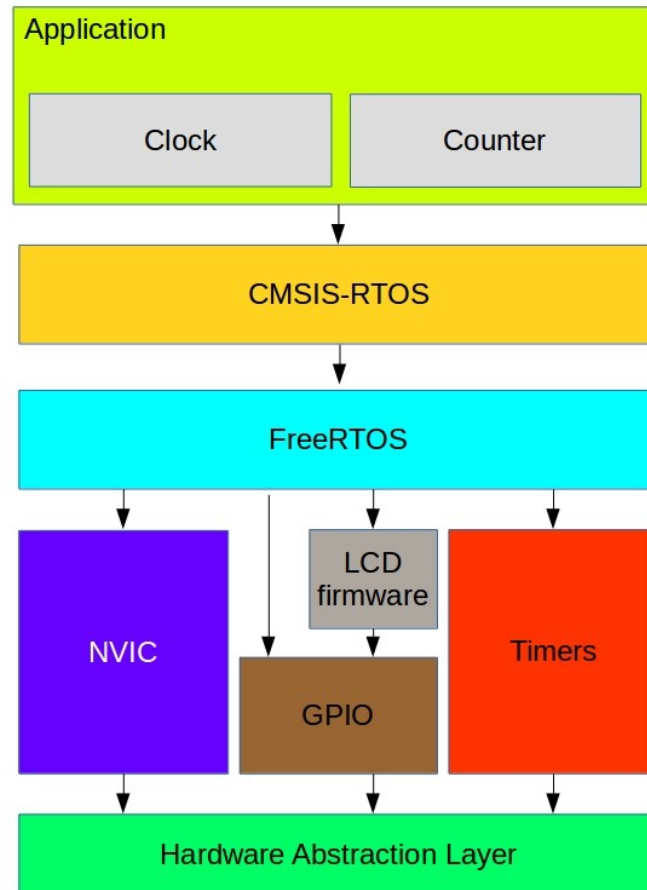 Application
Clock
Counter
CMSIS-RTOS
FreeRTOS
LCD
firmware
NVIC
Timers
GPIO
Hardware Abstraction Layer